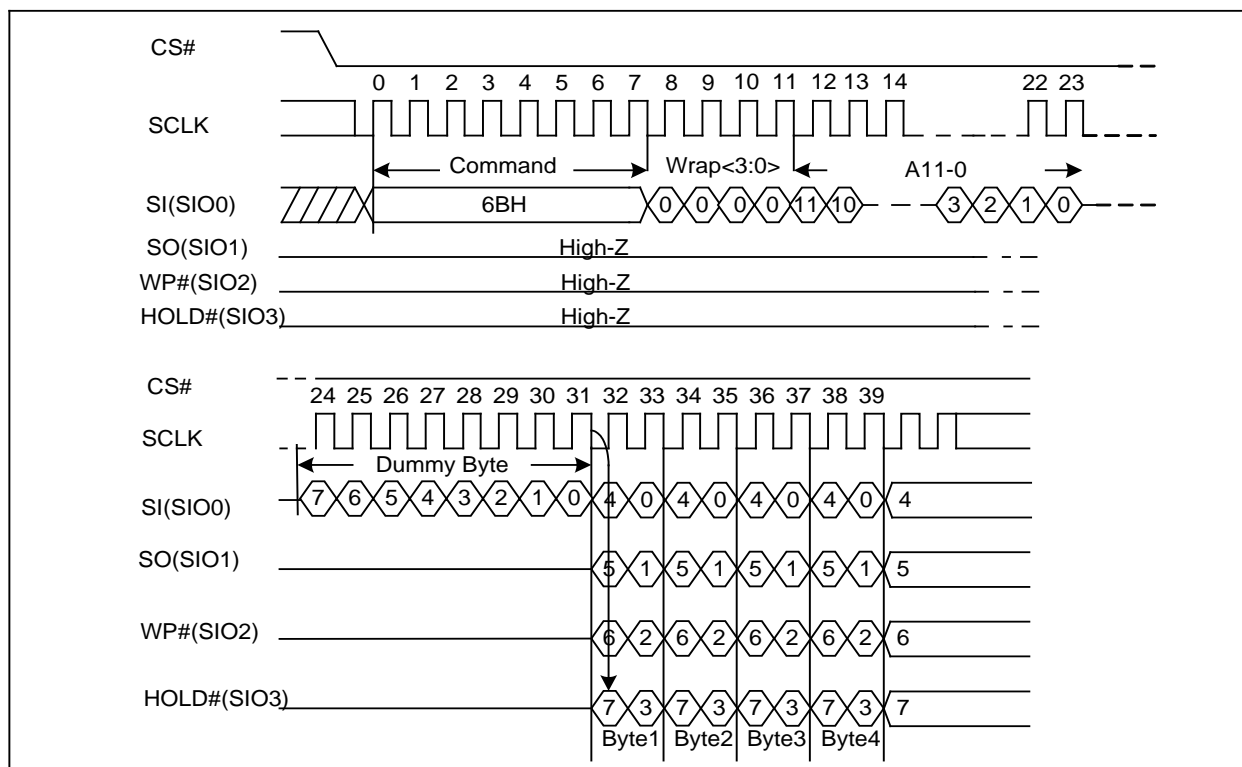 CS#
0 1 2 3 4 5 6 7 8 9 10 11 12 13 14 22 23
SCLK
Command Wrap<3:0> A11-0
SI(SIO0) 6BH 0 0 0 0 11 10 3 2 1 0
SO(SIO1) High-Z
WP#(SIO2) High-Z
HOLD#(SIO3) High-Z
CS#
24 25 26 27 28 29 30 31 32 33 34 35 36 37 38 39
SCLK
Dummy Byte
SI(SIO0) 7 6 5 4 3 2 1 0 4 0 4 0 4 0 4 0 4
SO(SIO1) 5 1 5 1 5 1 5 1 5
WP#(SIO2) 6 2 6 2 6 2 6 2 6
HOLD#(SIO3) 7 3 7 3 7 3 7 3 7
Byte1 Byte2 Byte3 Byte4